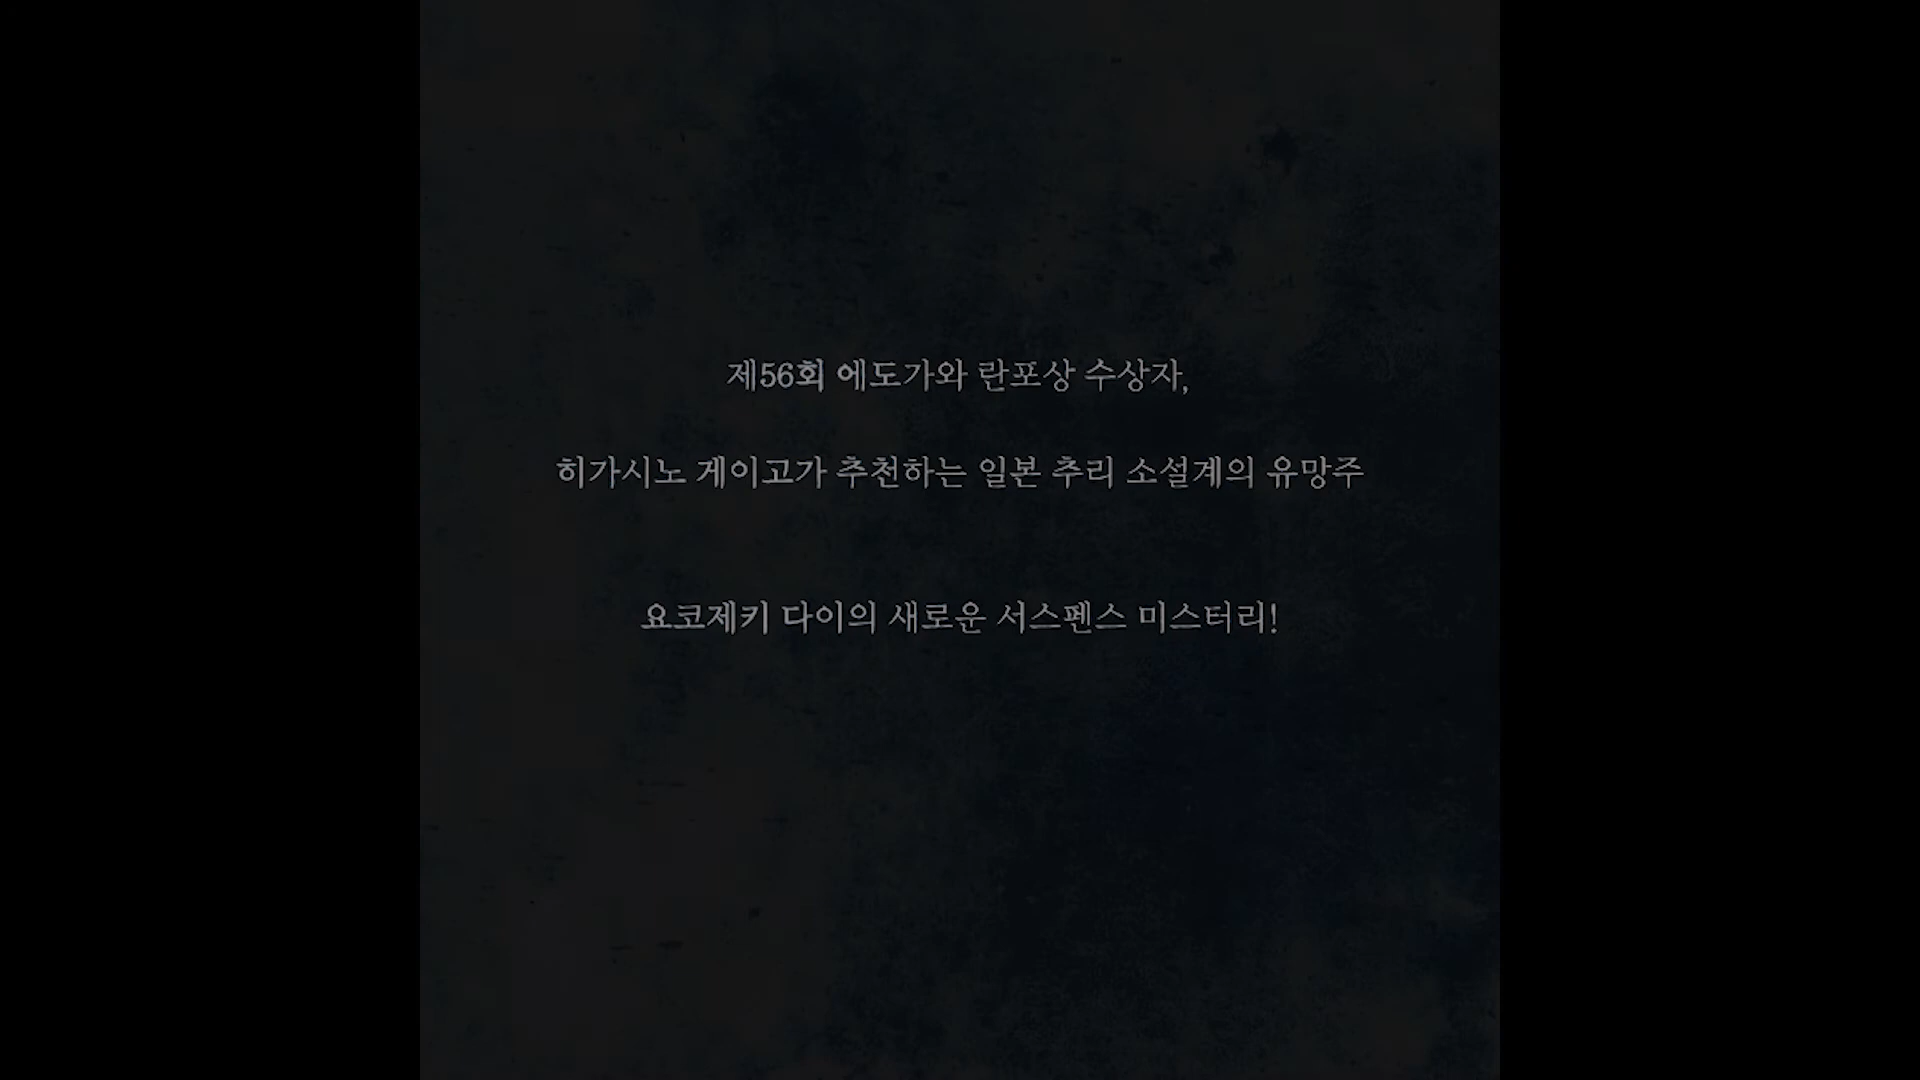 제56회 에도가와 란포상 수상자,
히가시노 게이고가 추천하는 일본 추리 소설계의 유망주
요코제키 다이의 새로운 서스펜스 미스터리!